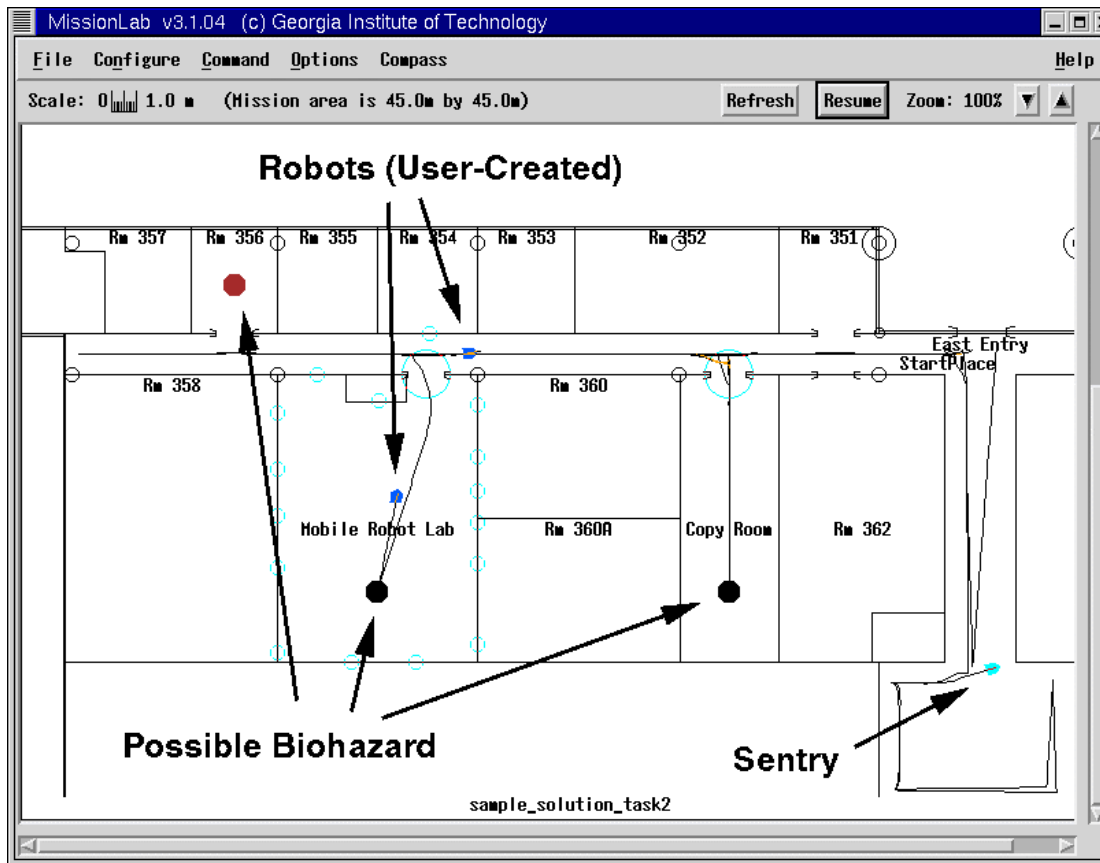 MissionLab v3.1.04 (c) Georgia Institute of Technology
File Configure Command Options Compass Help
Scale: 0 1.0 m (Mission area is 45.0m by 45.0m) Refresh Resume Zoom: 100%
Robots (User-Created)
Rm 357 Rm 356 Rm 355 Rm 354 Rm 353 Rm 352 Rm 351
East Entry
StartPlace
Rm 358 Rm 360
Mobile Robot Lab Rm 360A Copy Room Rm 362
Possible Biohazard
Sentry
sample_solution_task2